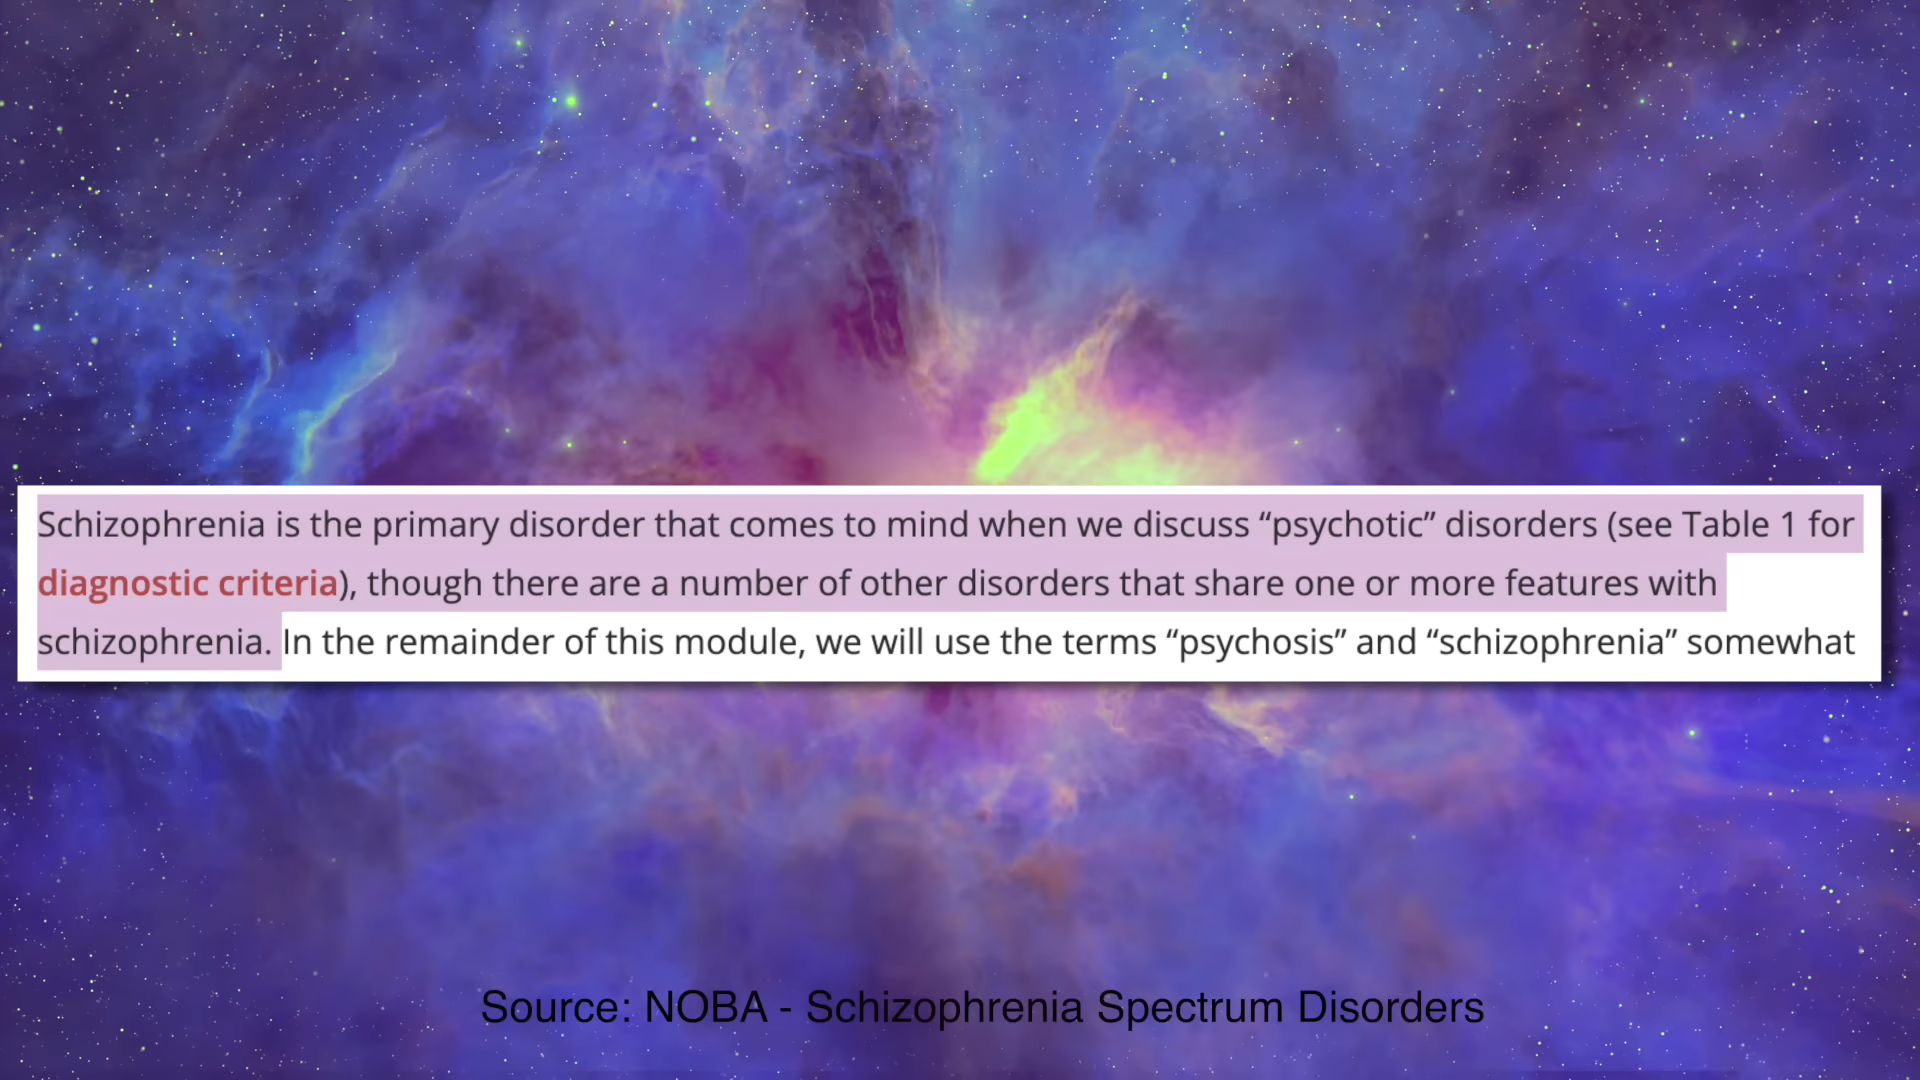 Schizophrenia is the primary disorder that comes to mind when we discuss “psychotic” disorders (see Table 1 for
diagnostic criteria), though there are a number of other disorders that share one or more features with
schizophrenia. In the remainder of this module, we will use the terms “psychosis” and “schizophrenia” somewhat
Source: NOBA - Schizophrenia Spectrum Disorders